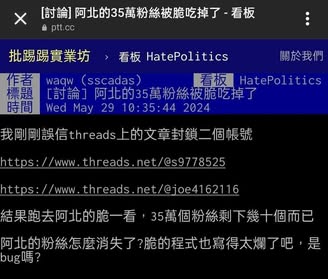 [討論] 阿北的35萬粉絲被脆吃掉了 - 看板
ptt.cc
批踢踢實業坊 › 看板 HatePolitics 關於我們
作者 waqw (sscadas) 看板 HatePolitics
標題 [討論] 阿北的35萬粉絲被脆吃掉了
時間 Wed May 29 10:35:44 2024
我剛剛誤信threads上的文章封鎖二個帳號
https://www.threads.net/@s9778525
https://www.threads.net/@joe4162116
結果跑去阿北的脆一看，35萬個粉絲剩下幾十個而已
阿北的粉絲怎麼消失了?脆的程式也寫得太爛了吧，是
bug嗎?